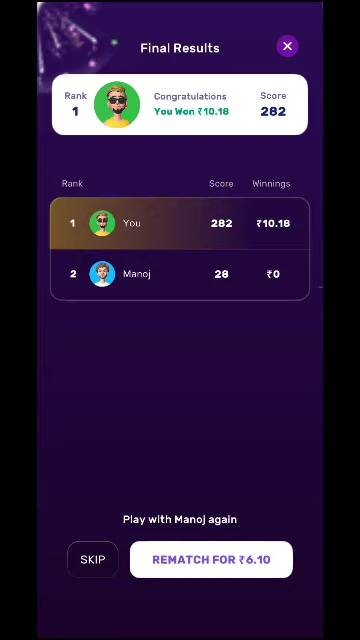 Final Results
Rank Congratulations Score
1 You Won ₹10.18 282
Rank Score Winnings
1 You 282 ₹10.18
2 Manoj 28 ₹0
Play with Manoj again
SKIP REMATCH FOR ₹6.10